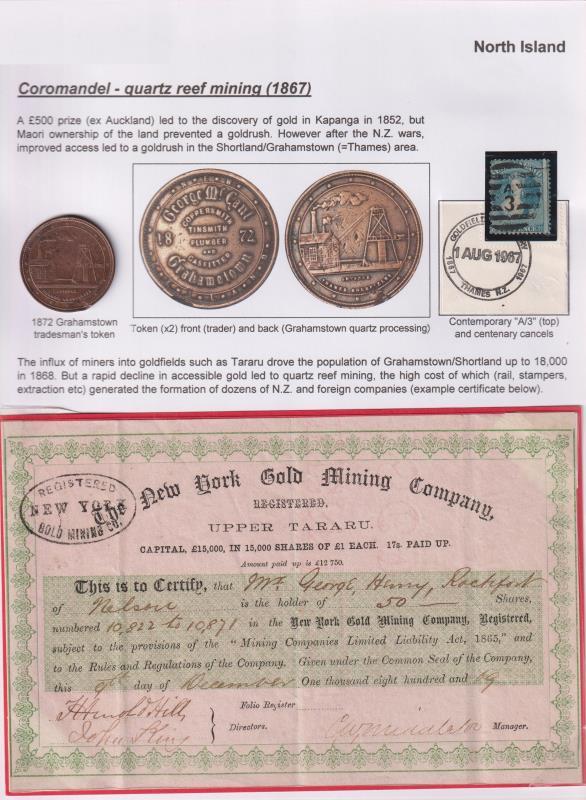 North Island
Coromandel - quartz reef mining (1867)
A £500 prize (ex Auckland) led to the discovery of gold in Kapanga in 1852, but
Maori ownership of the land prevented a goldrush. However after the N.Z. wars,
improved access led to a goldrush in the Shortland/Grahamstown (=Thames) area.
George McCaul
COPPERSMITH
TINSMITH
PLUMBER
AND
GASFITTER
18 72
Grahamstown
A/
3
GOLDFIELD
1 AUG 1967
1867 1967
THAMES N.Z.
1872 Grahamstown
tradesman's token
Token (x2) front (trader) and back (Grahamstown quartz processing)
Contemporary "A/3" (top)
and centenary cancels
The influx of miners into goldfields such as Tararu drove the population of Grahamstown/Shortland up to 18,000
in 1868. But a rapid decline in accessible gold led to quartz reef mining, the high cost of which (rail, stampers,
extraction etc) generated the formation of dozens of N.Z. and foreign companies (example certificate below).
REGISTERED
NEW YORK
GOLD MINING CO.
The New York Gold Mining Company,
REGISTERED,
UPPER TARARU.
CAPITAL, £15,000, IN 15,000 SHARES OF £1 EACH. 17s. PAID UP.
Amount paid up is £12 750.
This is to Certify, that Mr. George, Henry, Rockfort
of Nelson is the holder of 50 Shares,
numbered 10,822 to 10,871 in the New York Gold Mining Company, Registered,
subject to the provisions of the "Mining Companies Limited Liability Act, 1865," and
to the Rules and Regulations of the Company. Given under the Common Seal of the Company,
this 9th day of December One thousand eight hundred and 69
Folio Register
John King
Directors.
Manager.